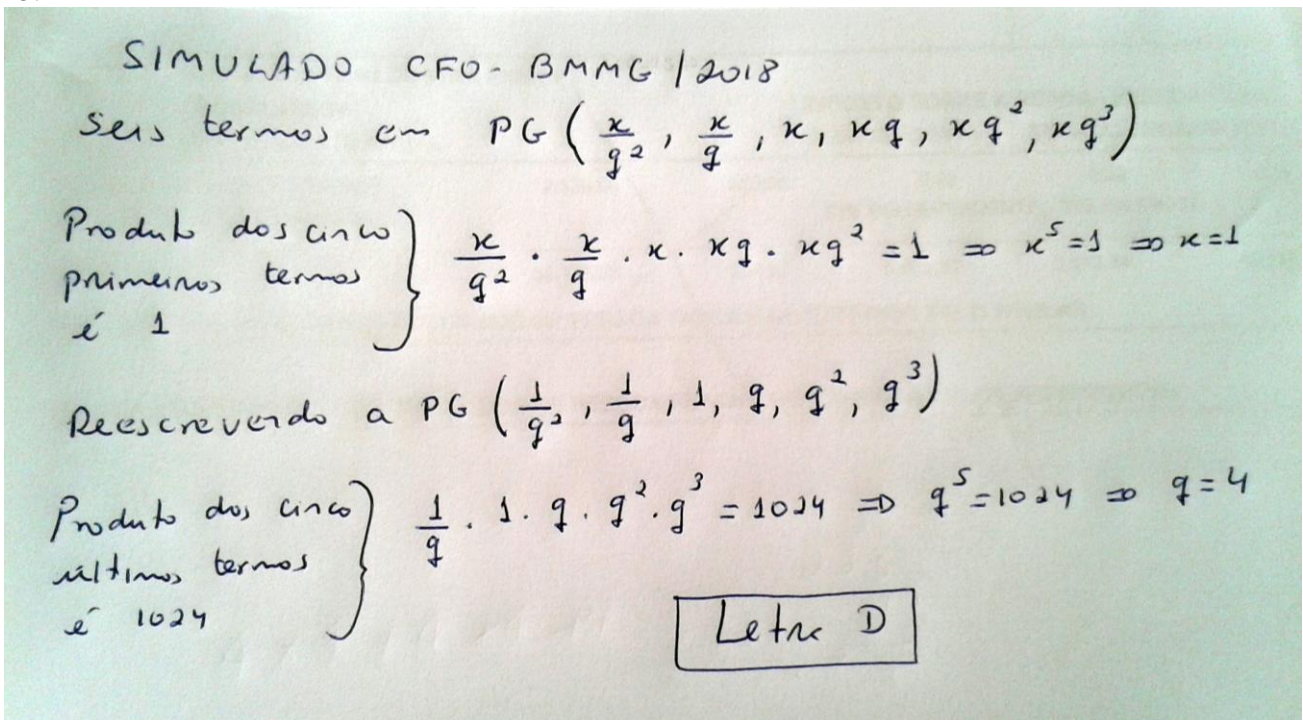 SIMULADO CFO-BMMG/2018
Seis termos em PG (x/q², x/q, x, xq, xq², xq³)
Produto dos cinco primeiros termos é 1 } x/q² · x/q · x · xq · xq² = 1 ⇒ x⁵ = 1 ⇒ x = 1
Reescrevendo a PG (1/q², 1/q, 1, q, q², q³)
Produto dos cinco últimos termos é 1024 } 1/q · 1 · q · q² · q³ = 1024 ⇒ q⁵ = 1024 ⇒ q = 4
Letra D